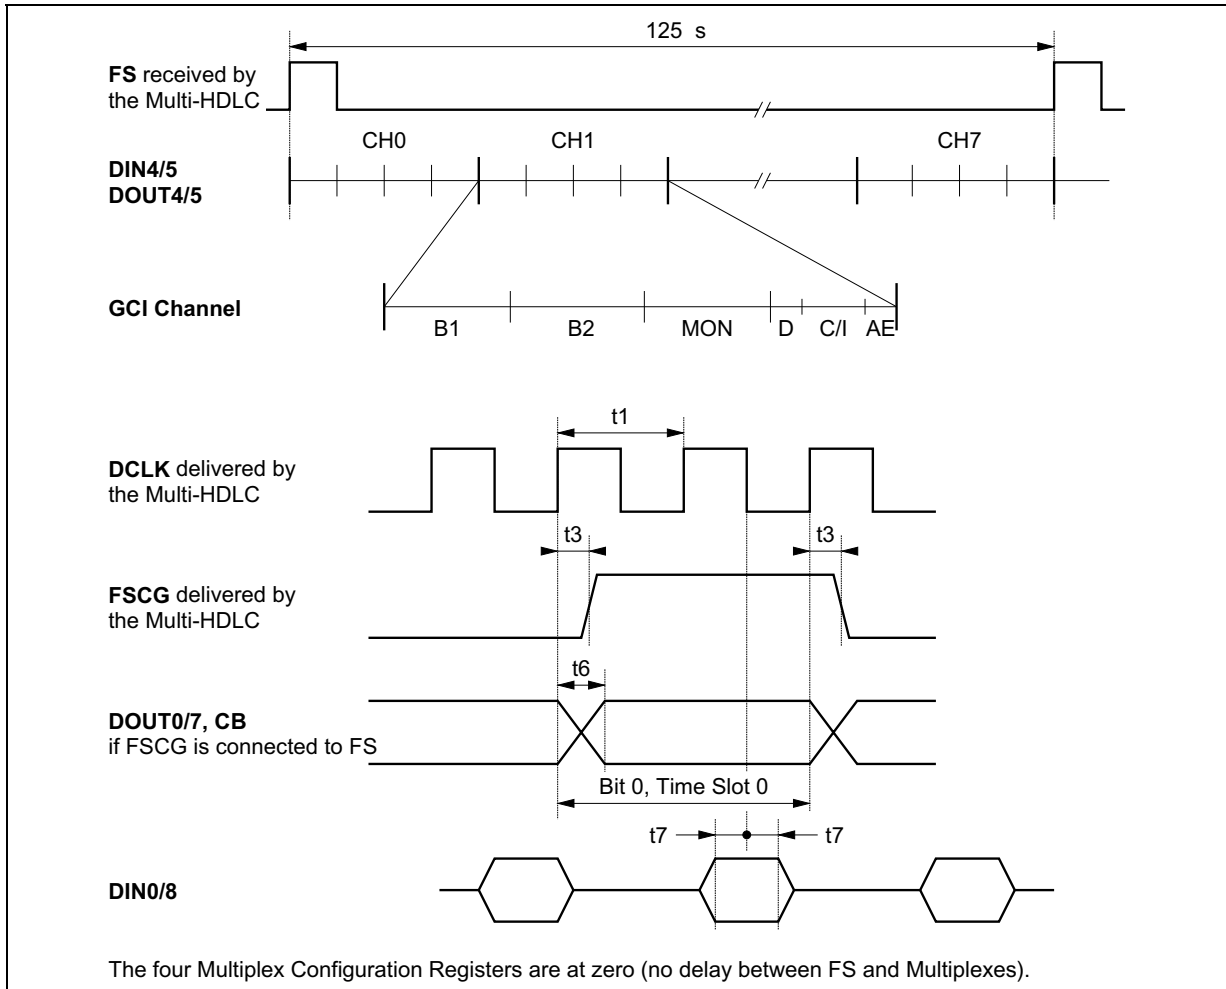 125 s
FS received by
the Multi-HDLC
CH0 CH1 CH7
DIN4/5
DOUT4/5
GCI Channel
B1 B2 MON D C/I AE
t1
DCLK delivered by
the Multi-HDLC
t3 t3
FSCG delivered by
the Multi-HDLC
t6
DOUT0/7, CB
if FSCG is connected to FS
Bit 0, Time Slot 0
t7 t7
DIN0/8
The four Multiplex Configuration Registers are at zero (no delay between FS and Multiplexes).